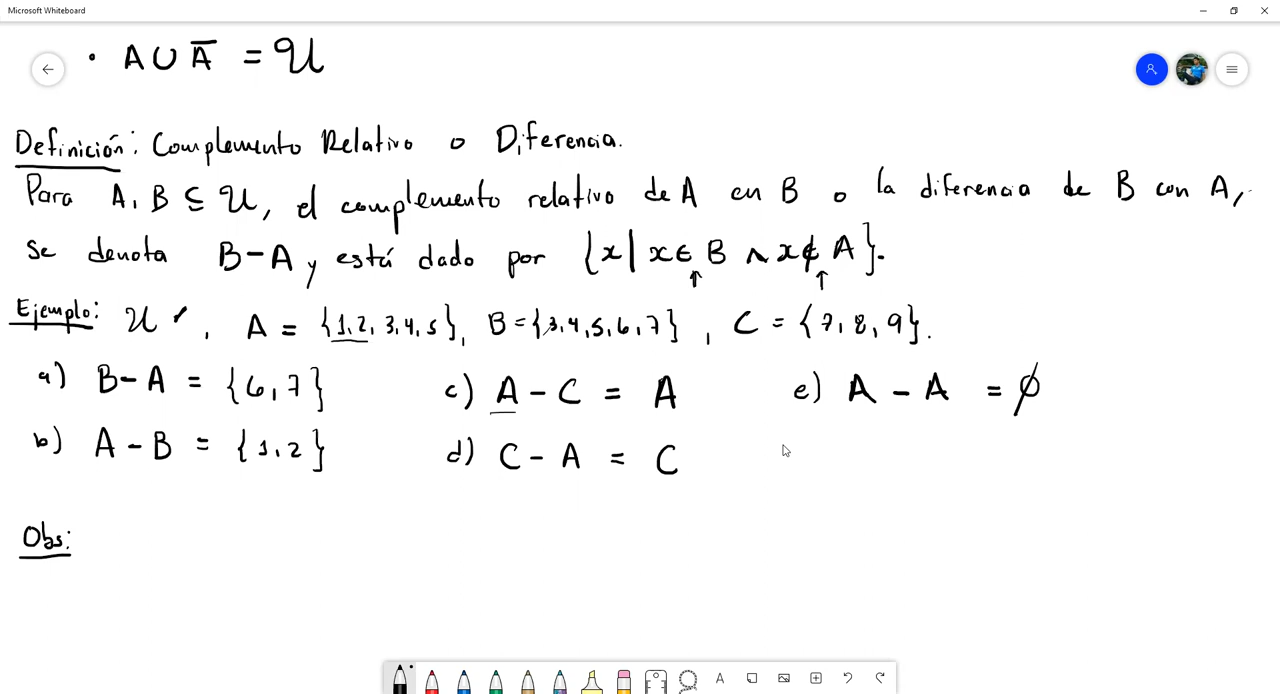 Microsoft Whiteboard
• A ∪ A̅ = 𝒰
Definición: Complemento Relativo o Diferencia.
Para A, B ⊆ 𝒰, el complemento relativo de A en B o la diferencia de B con A,
se denota B - A y está dado por {x | x ∈ B ∧ x ∉ A}.
Ejemplo: 𝒰 , A = {1,2,3,4,5}, B = {3,4,5,6,7}, C = {7,8,9}.
a) B - A = {6,7} c) A - C = A e) A - A = ∅
b) A - B = {1,2} d) C - A = C
Obs: